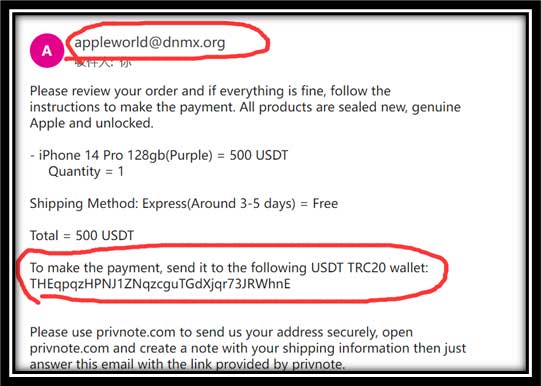 A
appleworld@dnmx.org
收件人: 你
Please review your order and if everything is fine, follow the
instructions to make the payment. All products are sealed new, genuine
Apple and unlocked.
- iPhone 14 Pro 128gb(Purple) = 500 USDT
Quantity = 1
Shipping Method: Express(Around 3-5 days) = Free
Total = 500 USDT
To make the payment, send it to the following USDT TRC20 wallet:
THEqpqzHPNJ1ZNqzcguTGdXjqr73JRWhnE
Please use privnote.com to send us your address securely, open
privnote.com and create a note with your shipping information then just
answer this email with the link provided by privnote.